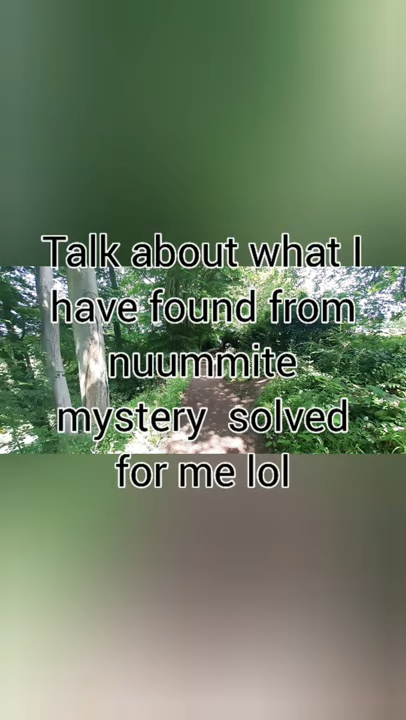 Talk about what I
have found from
nuummite
mystery  solved
for me lol